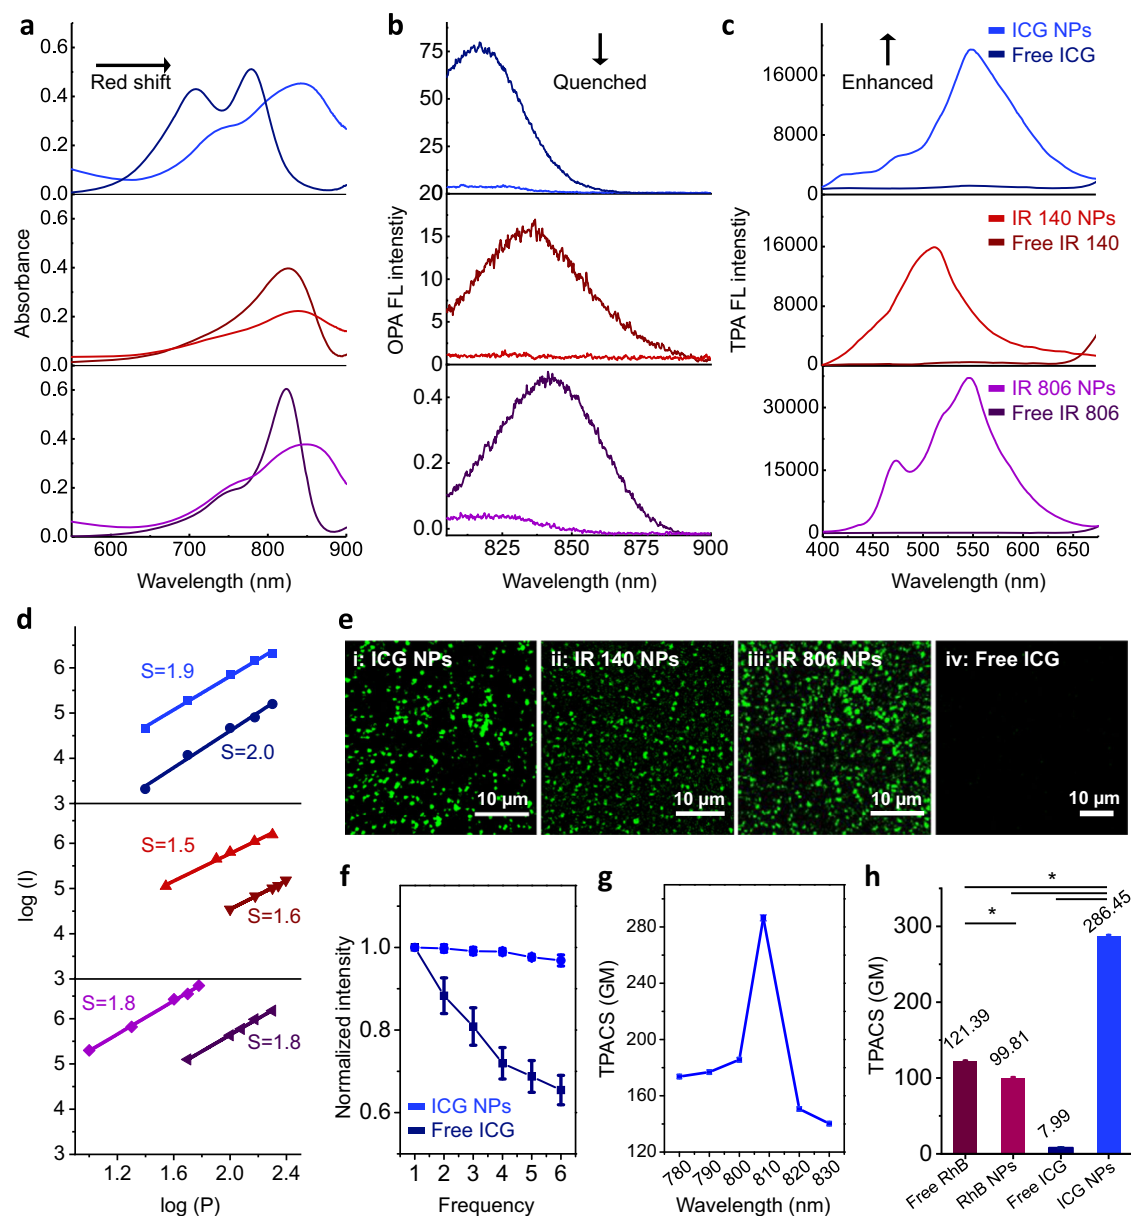 a
Red shift
0.6
0.4
0.2
0.0
0.6
0.4
0.2
0.0
0.6
0.4
0.2
0.0
Absorbance
700
800
900
Wavelength (nm)
b
Quenched
75
50
25
20
15
10
5
0
0.4
0.2
0.0
OPA FL intenstiy
825
850
875
900
Wavelength (nm)
c
Enhanced
ICG NPs
Free ICG
16000
8000
0
IR 140 NPs
Free IR 140
16000
8000
0
IR 806 NPs
Free IR 806
30000
15000
0
TPA FL intensity
400
450
500
550
600
650
Wavelength (nm)
d
6
5
4
3
S=1.9
S=2.0
6
5
4
3
S=1.5
S=1.6
6
5
4
3
S=1.8
S=1.8
log (I)
1.2
1.6
2.0
2.4
log (P)
e
i: ICG NPs
10 μm
ii: IR 140 NPs
10 μm
iii: IR 806 NPs
10 μm
iv: Free ICG
10 μm
f
1.0
0.8
0.6
Normalized intensity
ICG NPs
Free ICG
1
2
3
4
5
6
Frequency
g
300
260
220
180
140
TPACS (GM)
780
790
800
810
820
830
Wavelength (nm)
h
*
*
300
200
100
0
TPACS (GM)
121.39
99.81
7.99
286.45
Free RhB
RhB NPs
Free ICG
ICG NPs